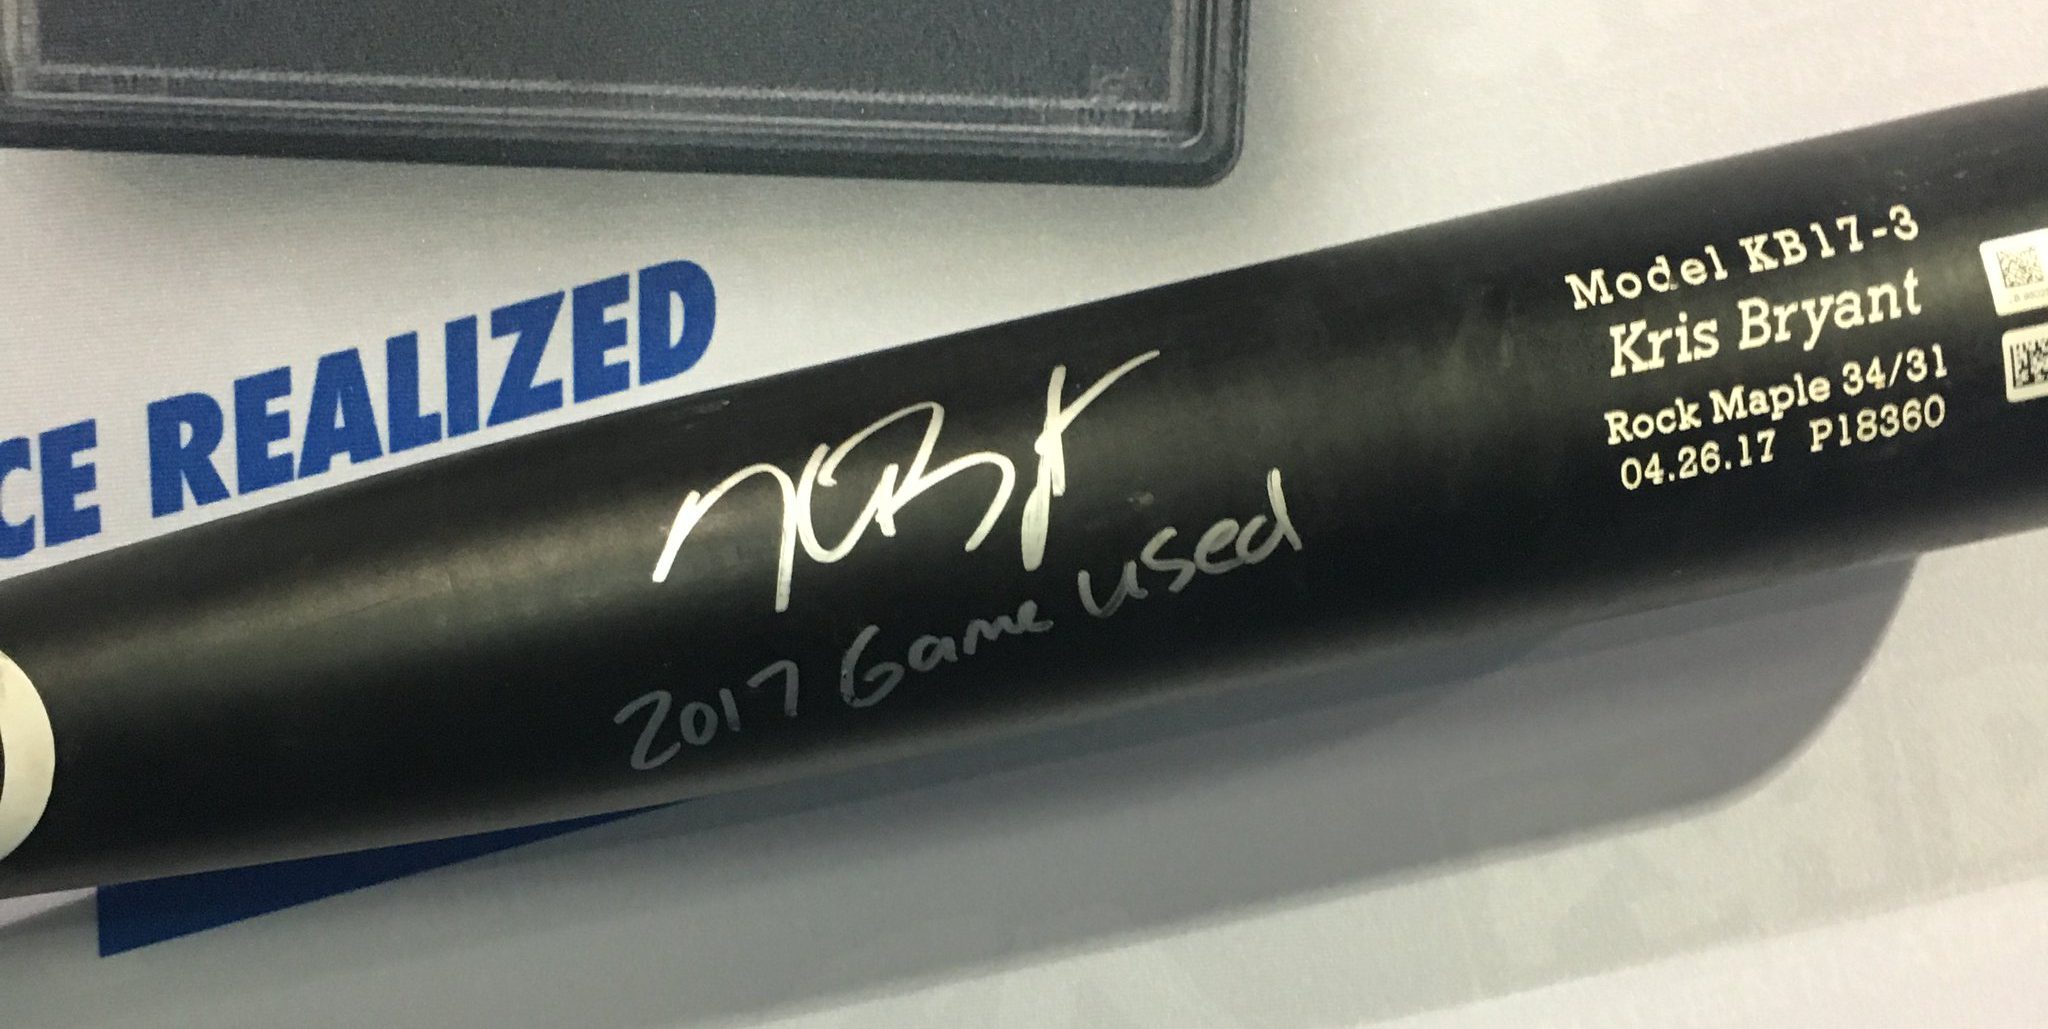 CE REALIZED
Model KB17-3
Kris Bryant
Rock Maple 34/31
04.26.17 P18360
2017 Game used